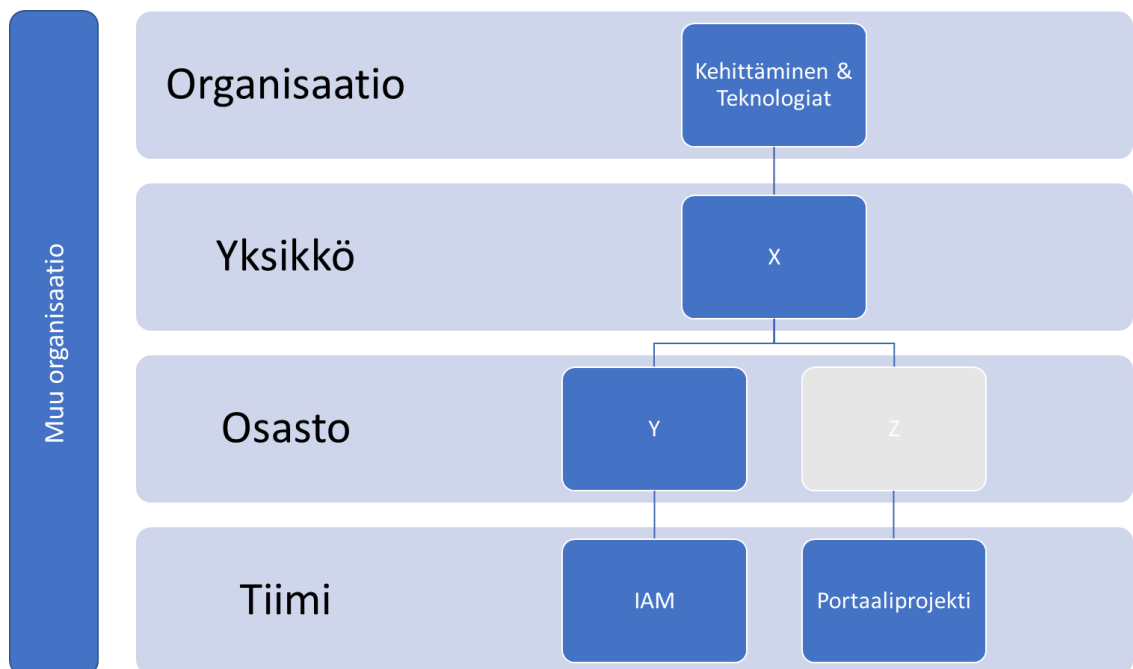 Muu organisaatio
Organisaatio
Kehittäminen &
Teknologiat
Yksikkö
X
Osasto
Y
Z
Tiimi
IAM
Portaaliprojekti